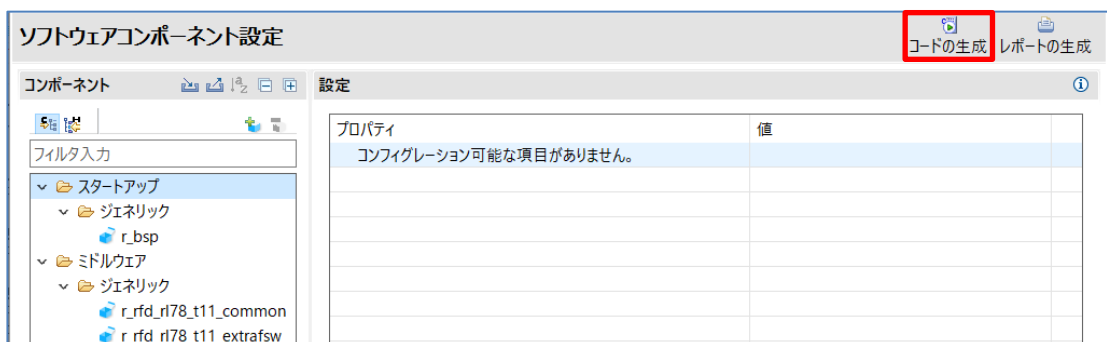 ソフトウェアコンポーネント設定
コードの生成 レポートの生成
コンポーネント
設定
フィルタ入力
スタートアップ
ジェネリック
r_bsp
ミドルウェア
ジェネリック
r_rfd_rl78_t11_common
r_rfd_rl78_t11_extrafsw
プロパティ 値
コンフィグレーション可能な項目がありません。